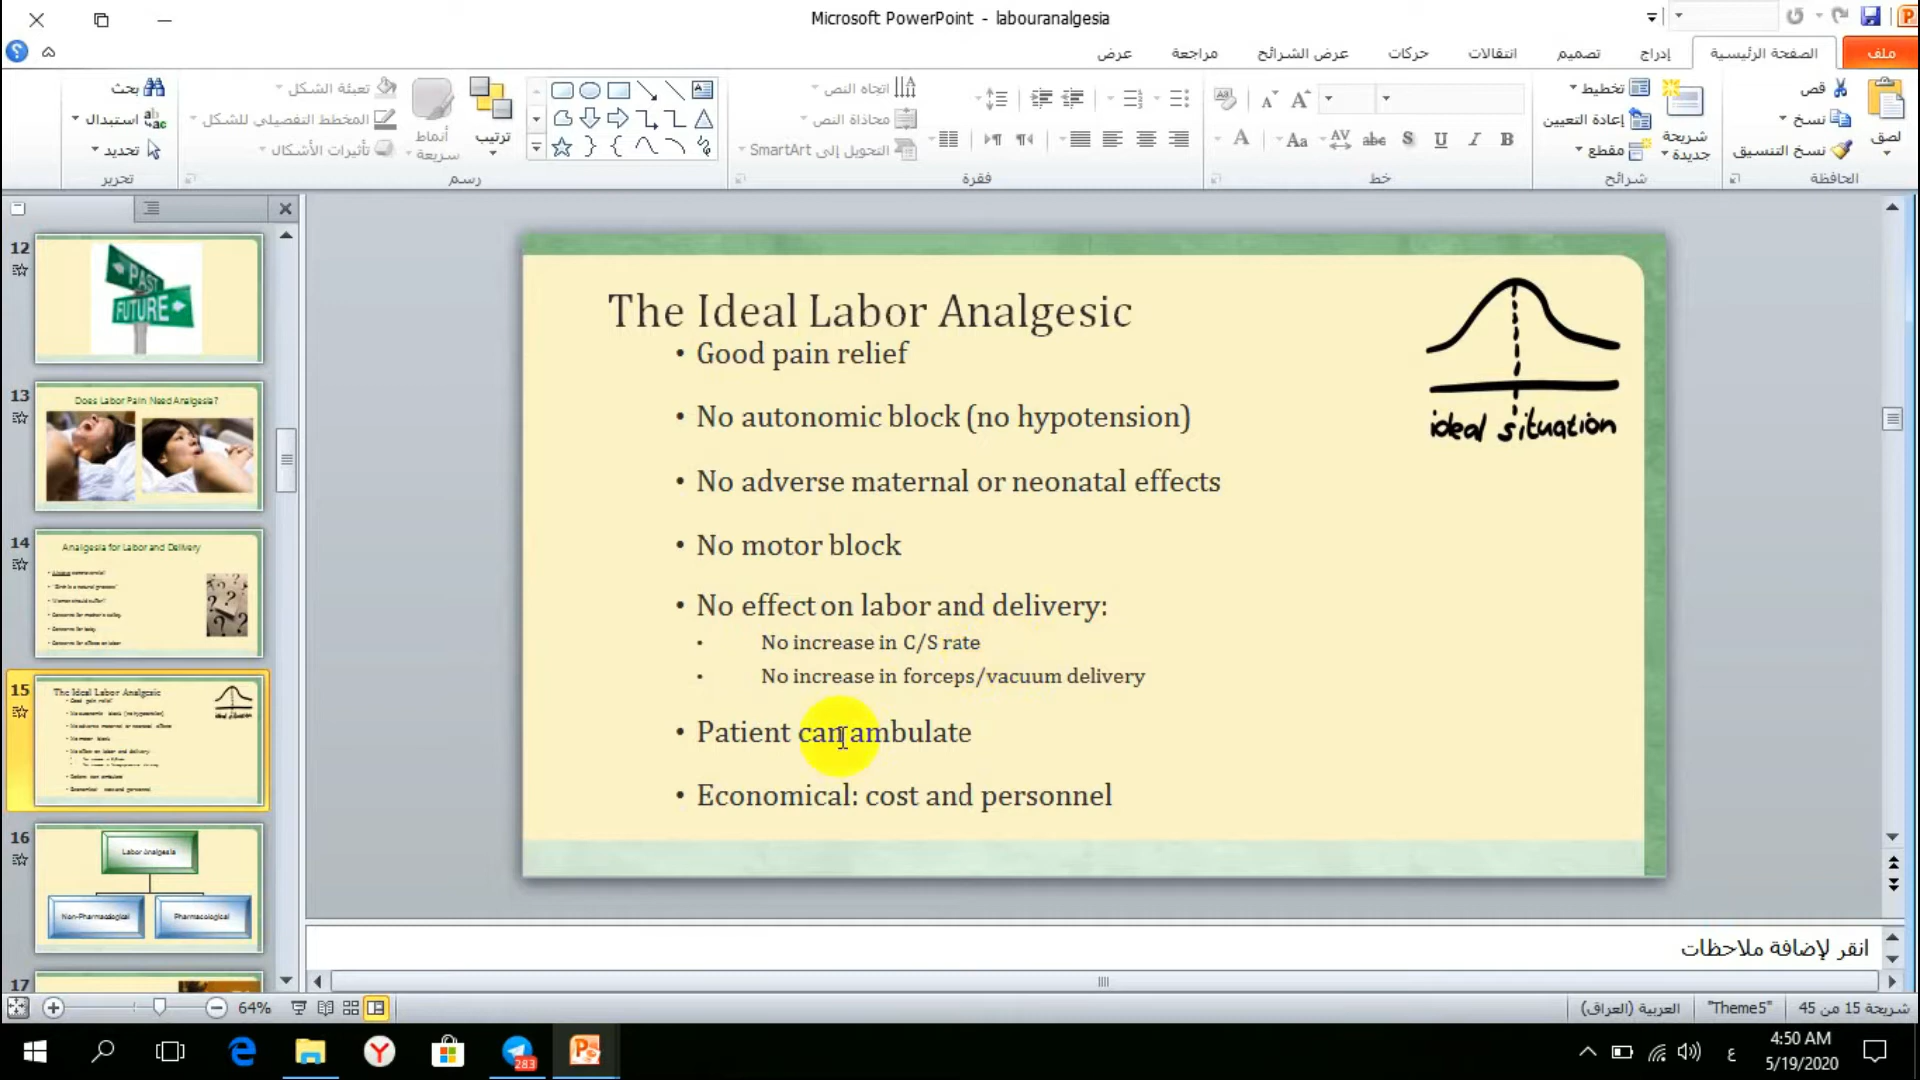 Microsoft PowerPoint - labouranalgesia
ملف
الصفحة الرئيسية
إدراج
تصميم
انتقالات
حركات
عرض الشرائح
مراجعة
عرض
لصق
قص
نسخ
نسخ التنسيق
الحافظة
شريحة جديدة
تخطيط
إعادة التعيين
مقطع
شرائح
خط
اتجاه النص
محاذاة النص
التحويل إلى SmartArt
فقرة
ترتيب
أنماط سريعة
تعبئة الشكل
المخطط التفصيلي للشكل
تأثيرات الأشكال
رسم
بحث
استبدال
تحديد
تحرير
12
PAST
FUTURE
13
Does Labor Pain Need Analgesia?
14
Analgesia for Labor and Delivery
15
The Ideal Labor Analgesic
16
Labor Analgesia
Non-Pharmacological
Pharmacological
17
The Ideal Labor Analgesic
• Good pain relief
• No autonomic block (no hypotension)
• No adverse maternal or neonatal effects
• No motor block
• No effect on labor and delivery:
• No increase in C/S rate
• No increase in forceps/vacuum delivery
• Patient can ambulate
• Economical: cost and personnel
ideal situation
انقر لإضافة ملاحظات
64%
العربية (العراق)
"Theme5"
شريحة 15 من 45
283
ع
4:50 AM
5/19/2020